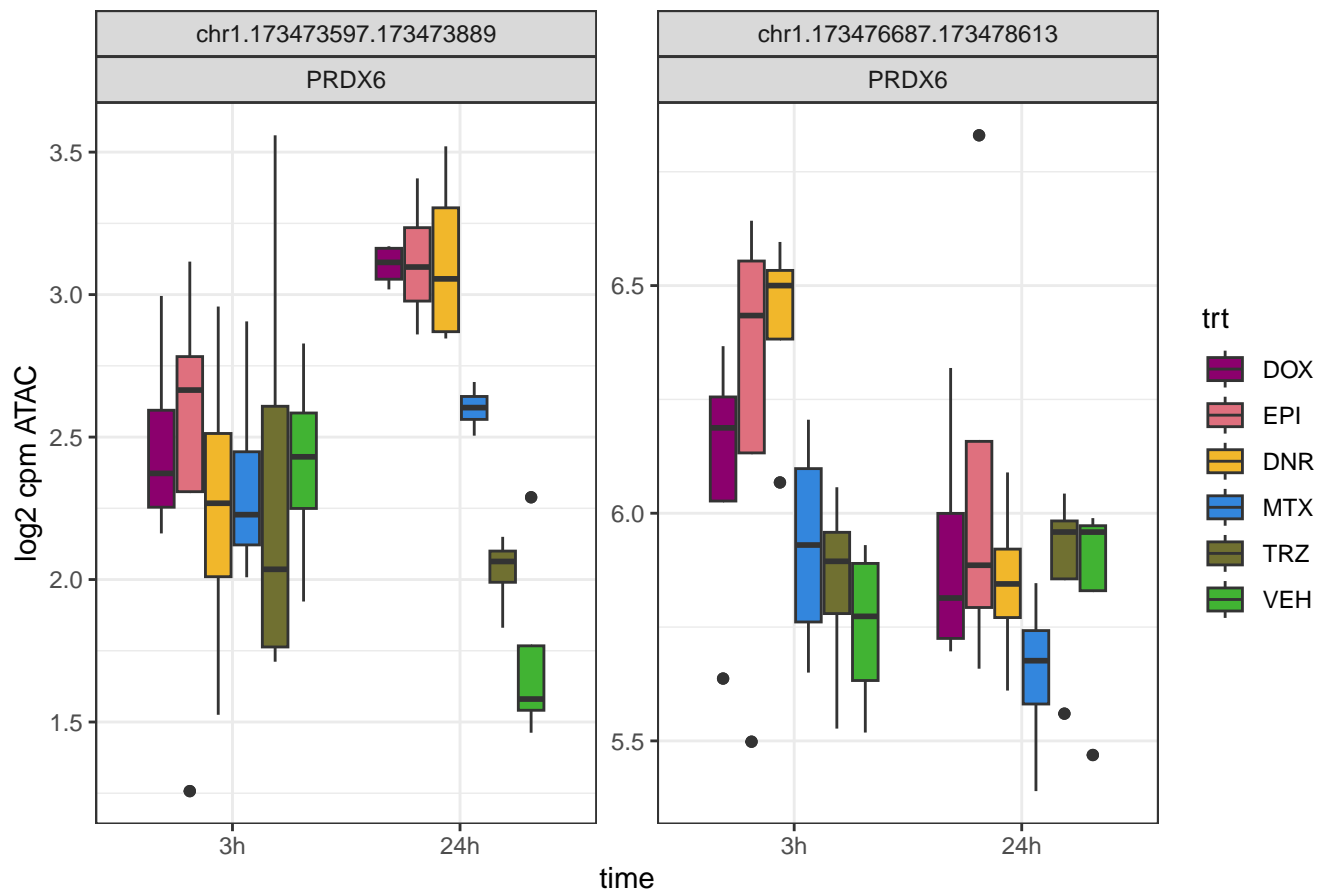 chr1.173473597.173473889
chr1.173476687.173478613
PRDX6
PRDX6
log2 cpm ATAC
3.5
3.0
2.5
2.0
1.5
6.5
6.0
5.5
3h
24h
3h
24h
time
trt
DOX
EPI
DNR
MTX
TRZ
VEH